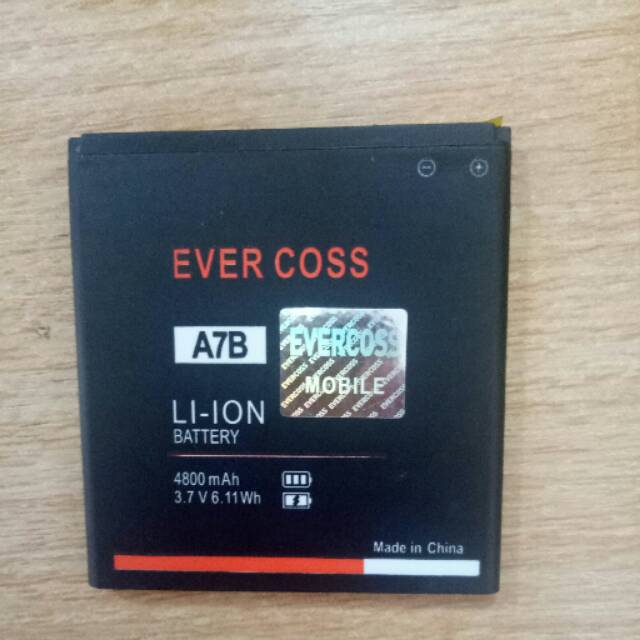 EVER COSS
A7B
EVERCOSS
MOBILE
LI-ION
BATTERY
4800 mAh
3.7 V 6.11Wh
Made in China